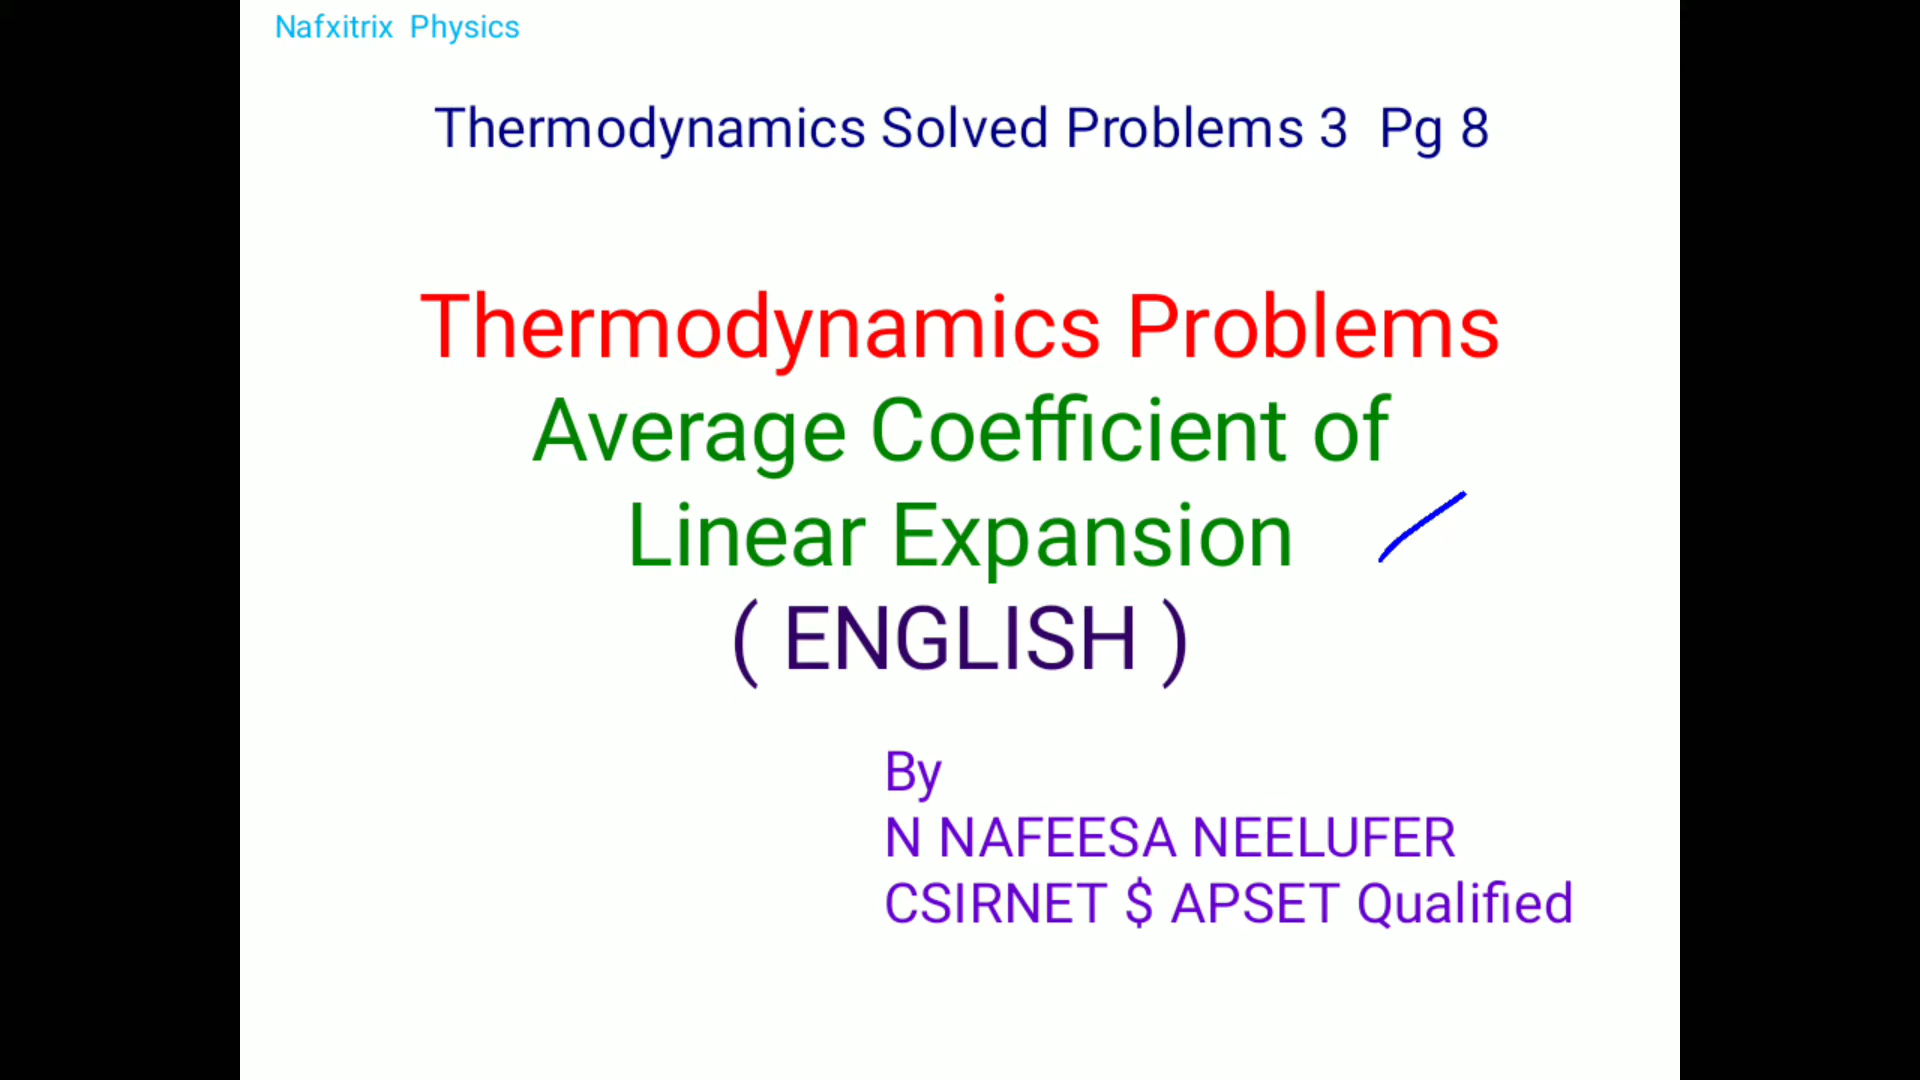 Nafxitrix Physics
Thermodynamics Solved Problems 3 Pg 8
Thermodynamics Problems
Average Coefficient of
Linear Expansion
( ENGLISH )
By
N NAFEESA NEELUFER
CSIRNET $ APSET Qualified